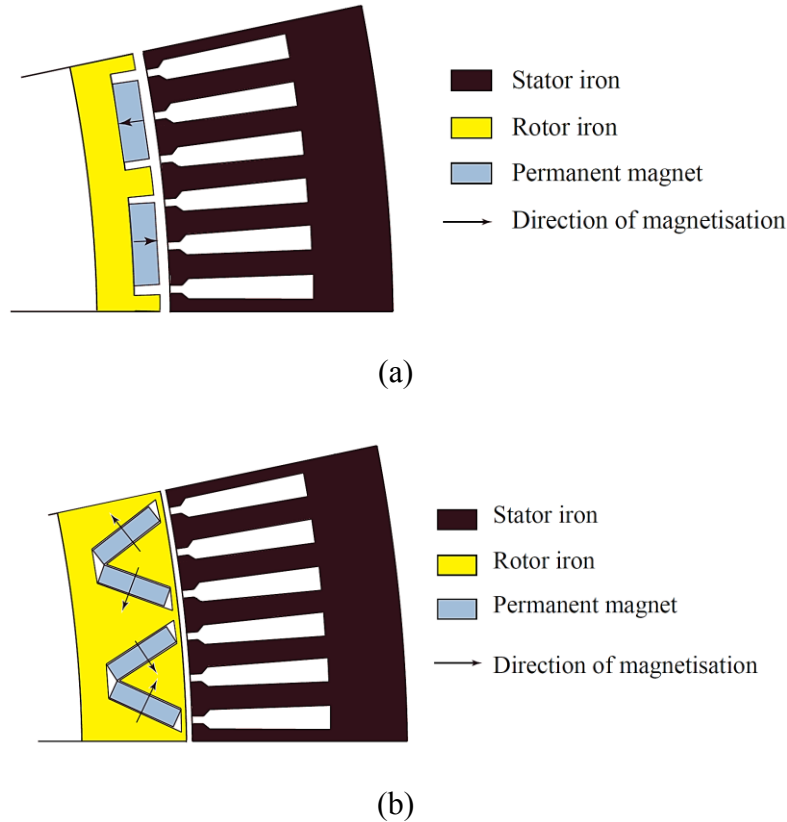 Stator iron
Rotor iron
Permanent magnet
Direction of magnetisation
(a)
Stator iron
Rotor iron
Permanent magnet
Direction of magnetisation
(b)